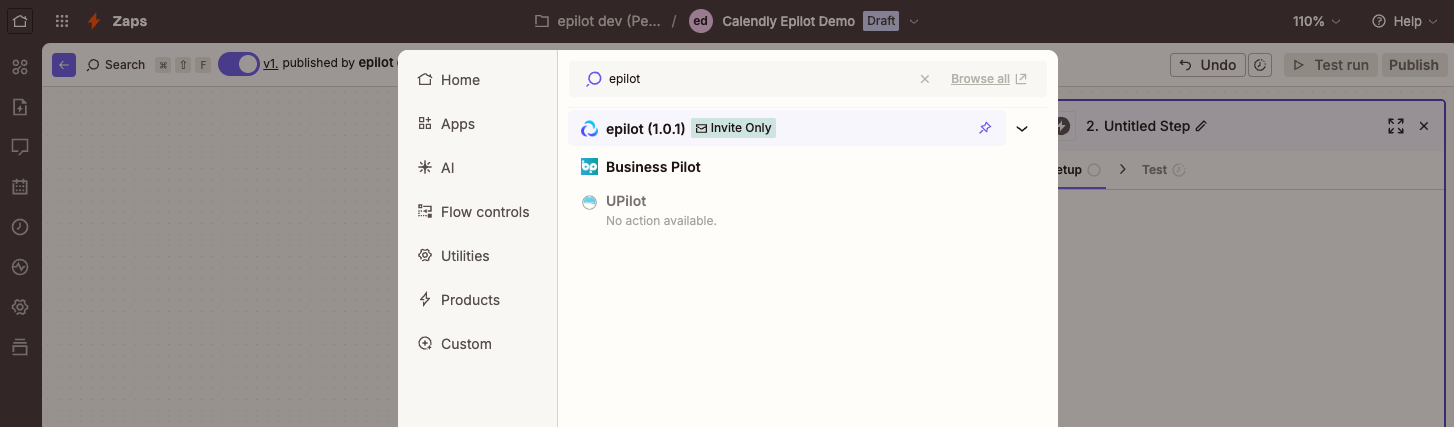 Zaps
epilot dev (Pe... / ed Calendly Epilot Demo Draft
110%
Help
Search ⌘ ⇧ F
v1. published by epilot
Undo
Test run
Publish
Home
Apps
AI
Flow controls
Utilities
Products
Custom
epilot
Browse all
epilot (1.0.1) Invite Only
bp Business Pilot
UPilot
No action available.
2. Untitled Step
etup
Test